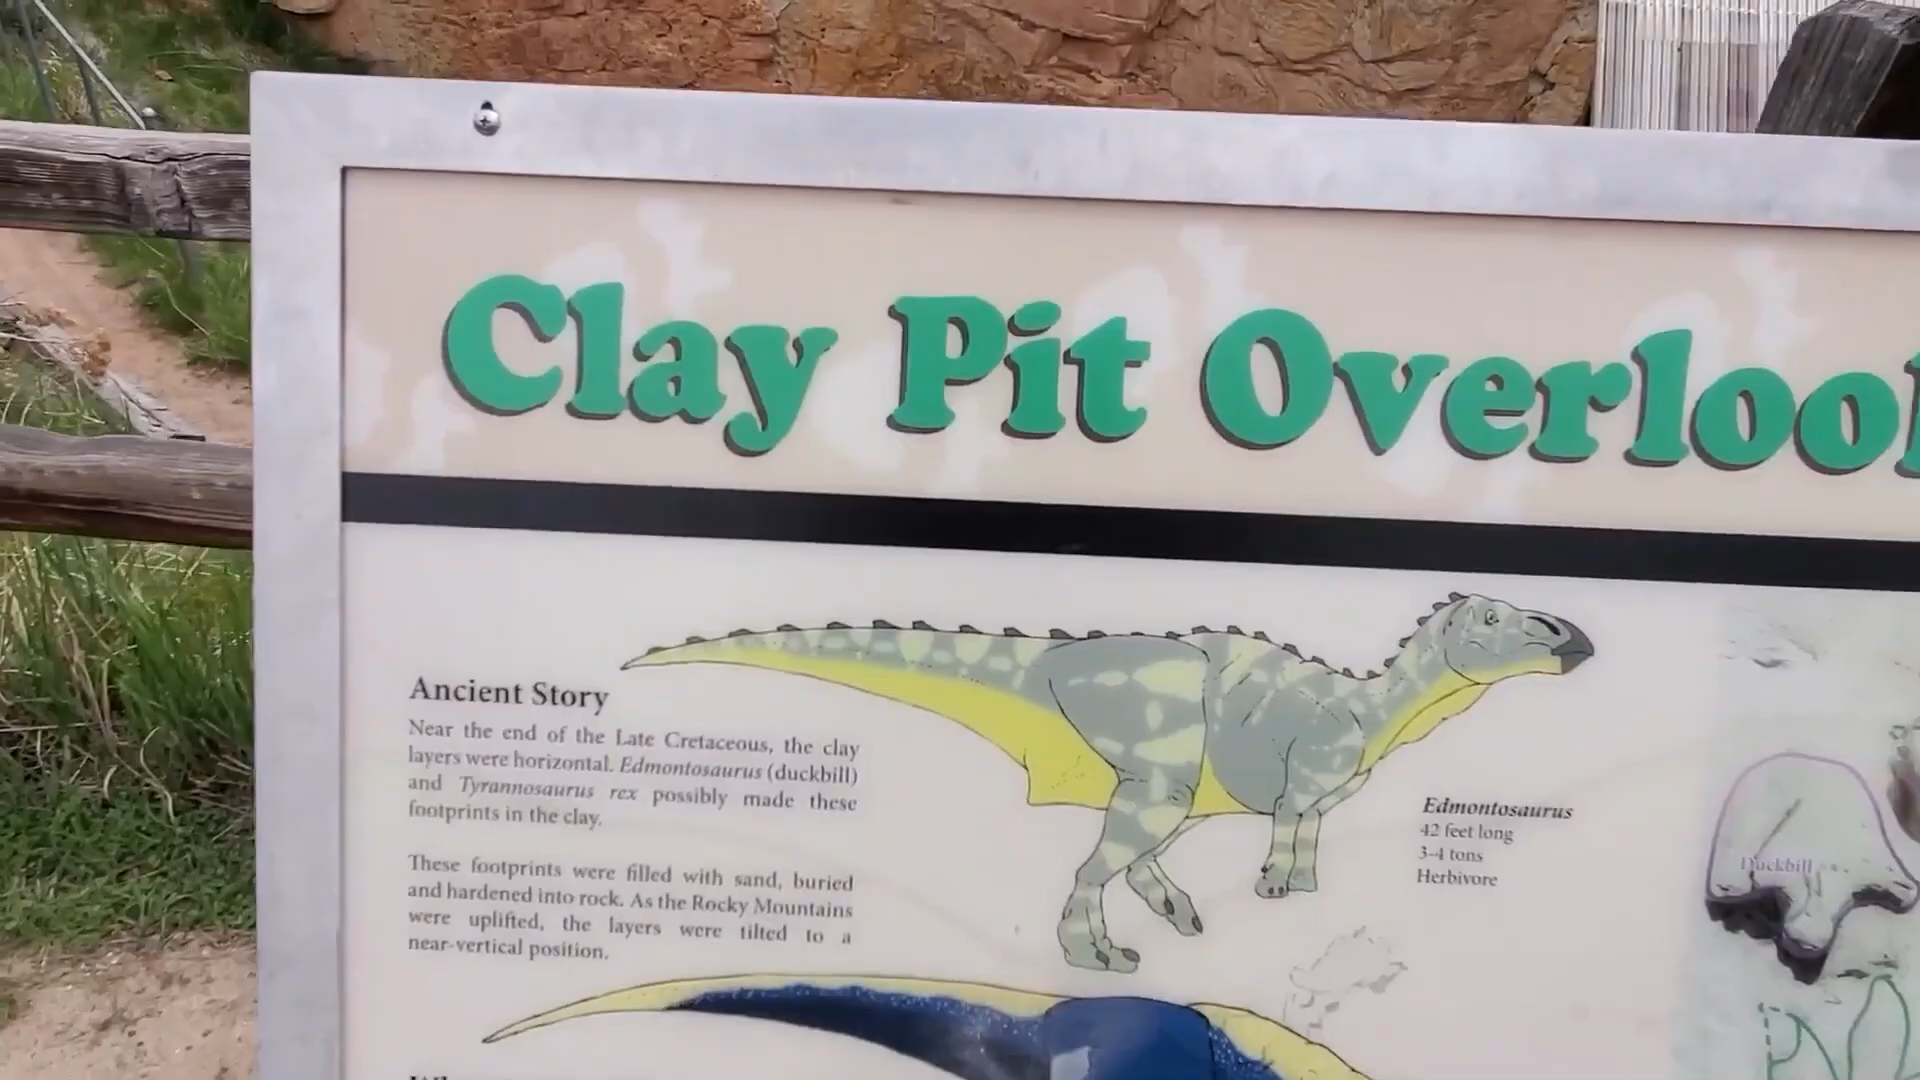 Clay Pit Overloo
Ancient Story
Near the end of the Late Cretaceous, the clay
layers were horizontal. Edmontosaurus (duckbill)
and Tyrannosaurus rex possibly made these
footprints in the clay.
These footprints were filled with sand, buried
and hardened into rock. As the Rocky Mountains
were uplifted, the layers were tilted to a
near-vertical position.
Edmontosaurus
42 feet long
3-4 tons
Herbivore
Duckbill